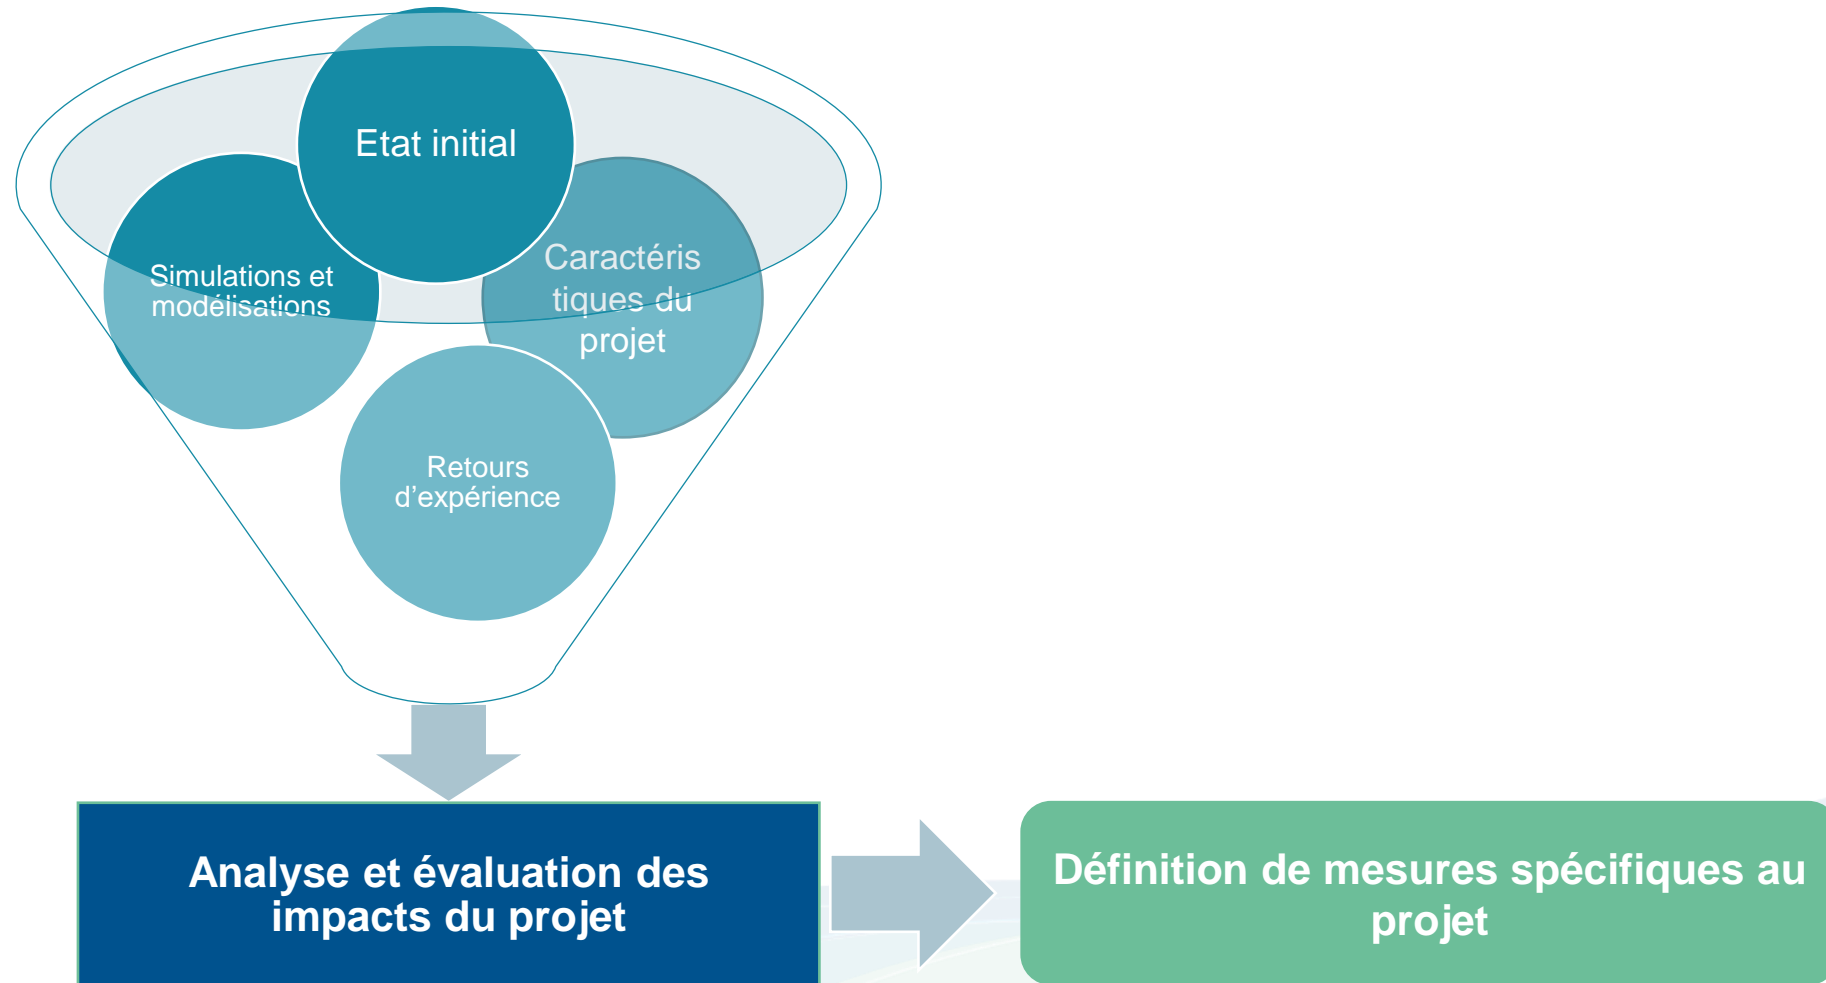 Etat initial
Simulations et
modélisations
Caractéris
tiques du
projet
Retours
d’expérience
Analyse et évaluation des
impacts du projet
Définition de mesures spécifiques au
projet